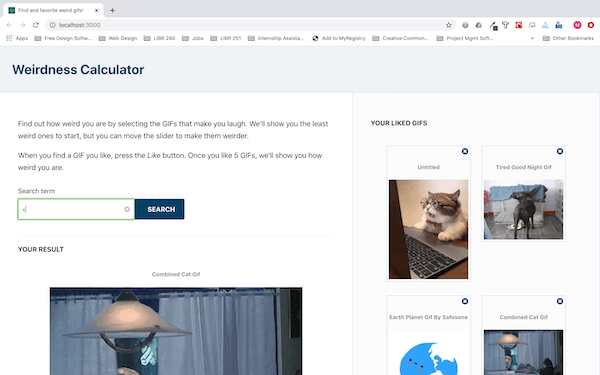 Find and favorite weird gifs!
localhost:3000
Apps
Free Design Softw...
Web Design
LIBR 240
Jobs
LIBR 251
Internship Assista...
Add to MyRegistry
Creative Common...
Project Mgmt Soft...
»
Other Bookmarks
Weirdness Calculator
Find out how weird you are by selecting the GIFs that make you laugh. We'll show you the least
weird ones to start, but you can move the slider to make them weirder.
When you find a GIF you like, press the Like button. Once you like 5 GIFs, we'll show you how
weird you are.
Search term
SEARCH
YOUR RESULT
Combined Cat Gif
YOUR LIKED GIFS
Untitled
Tired Good Night Gif
Earth Planet Gif By Safesone
Combined Cat Gif